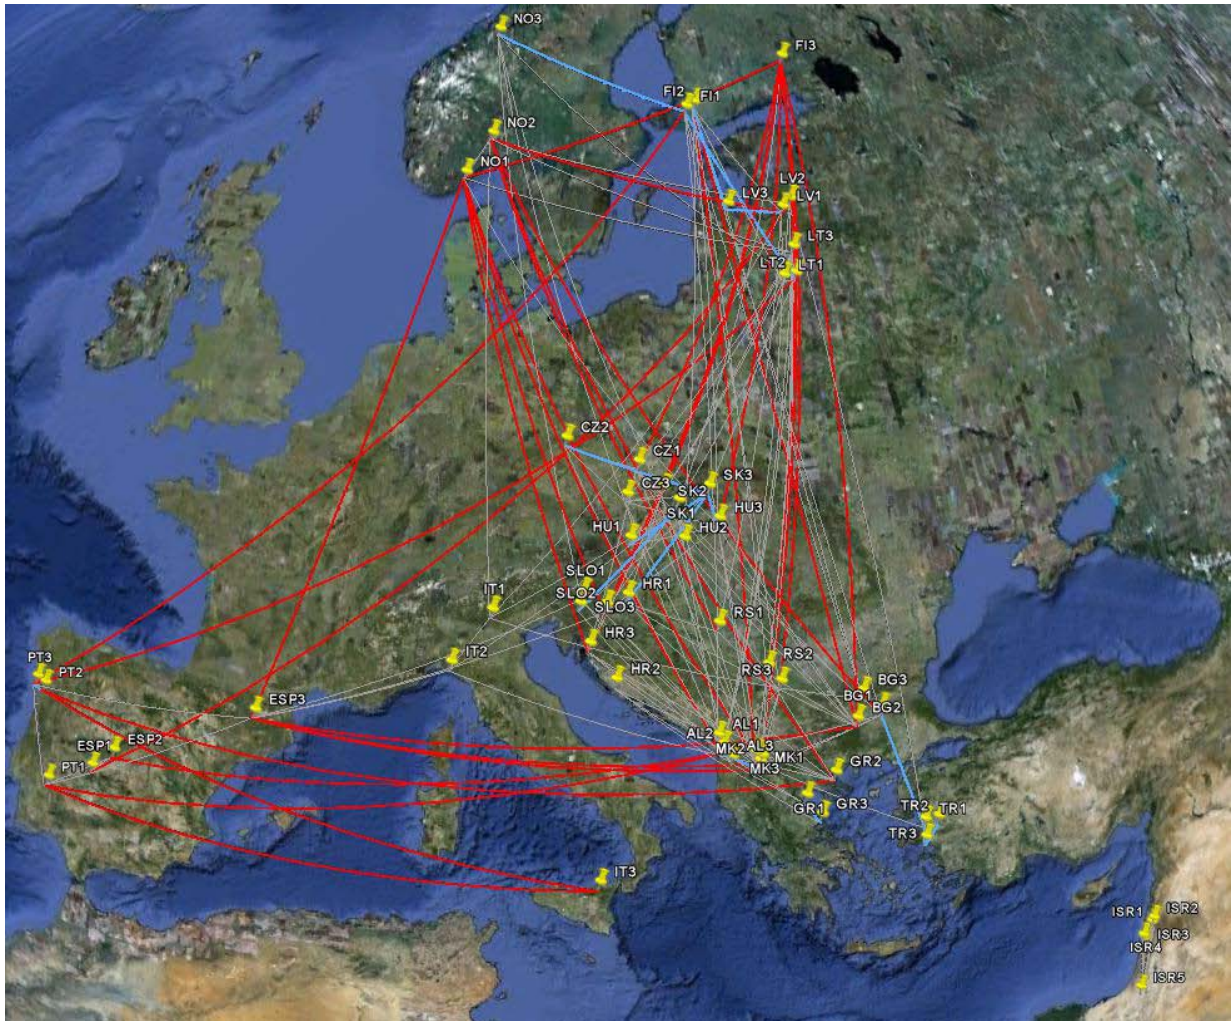 NO3
FI3
FI2
FI1
NO2
NO1
LV2
LV3
LV1
LT3
LT2
LT1
CZ2
CZ1
CZ3
SK3
SK2
SK1
HU3
HU1
HU2
SLO1
HR1
SLO2
SLO3
IT1
RS1
HR3
IT2
RS2
HR2
RS3
PT3
PT2
BG3
BG1
BG2
ESP3
AL1
AL2
ESP2
ESP1
AL3
MK2
MK1
MK3
GR2
PT1
GR1
GR3
TR2
TR1
TR3
IT3
ISR1
ISR2
ISR3
ISR4
ISR5